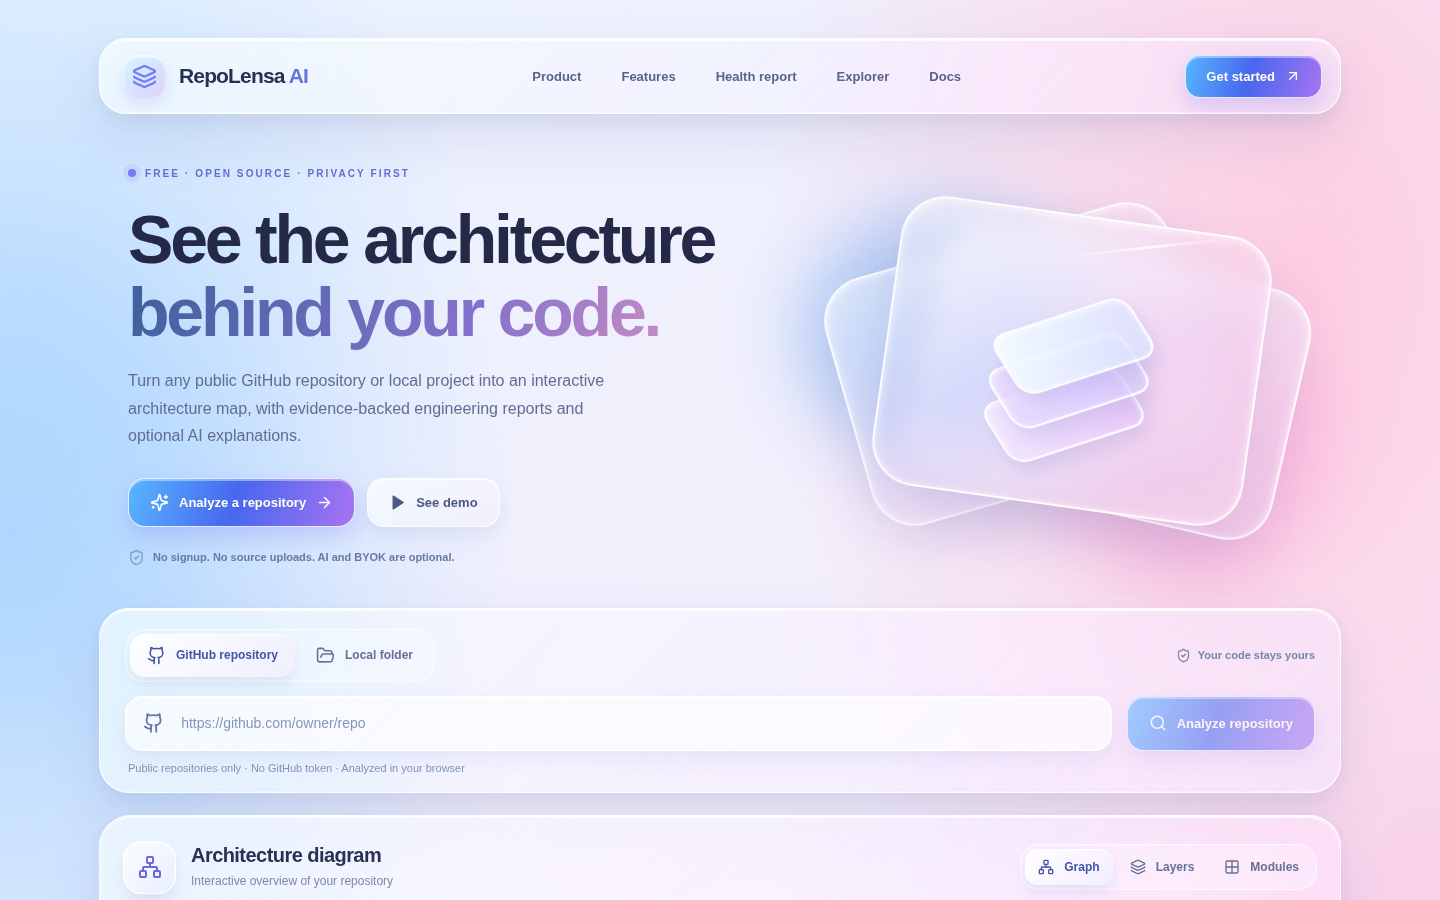 RepoLensa AI
Product
Features
Health report
Explorer
Docs
Get started
FREE · OPEN SOURCE · PRIVACY FIRST
See the architecture
behind your code.
Turn any public GitHub repository or local project into an interactive
architecture map, with evidence-backed engineering reports and
optional AI explanations.
Analyze a repository
See demo
No signup. No source uploads. AI and BYOK are optional.
GitHub repository
Local folder
Your code stays yours
https://github.com/owner/repo
Analyze repository
Public repositories only · No GitHub token · Analyzed in your browser
Architecture diagram
Interactive overview of your repository
Graph
Layers
Modules